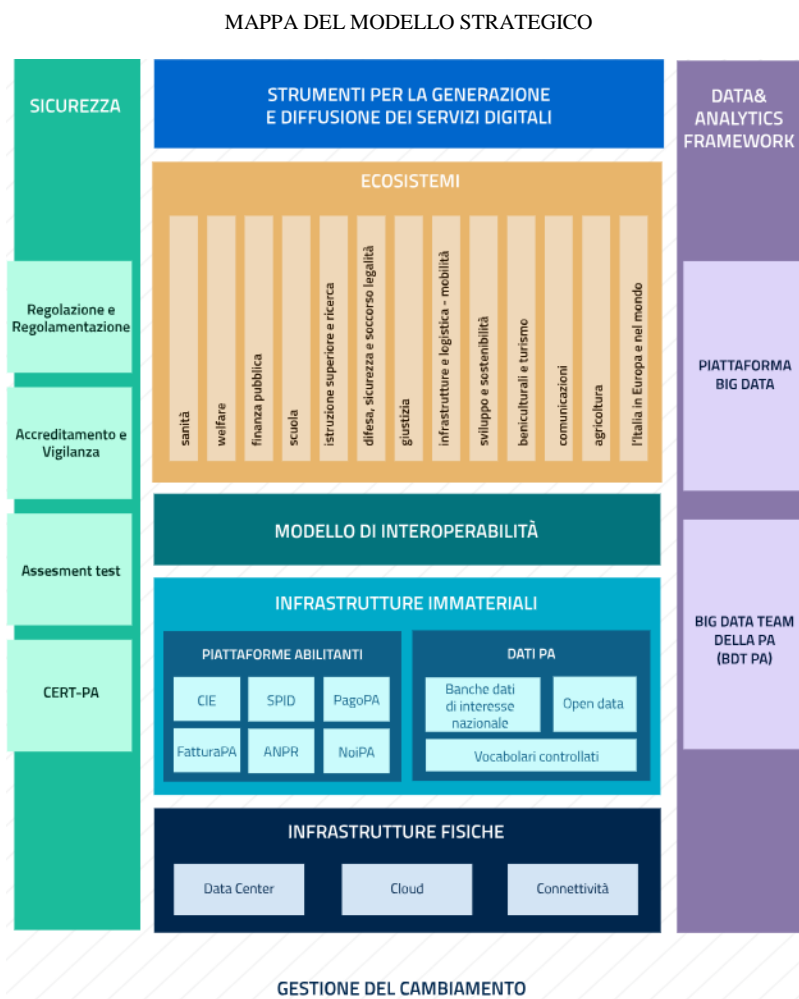 MAPPA DEL MODELLO STRATEGICO
SICUREZZA
Regolazione e
Regolamentazione
Accreditamento e
Vigilanza
Assesment test
CERT-PA
STRUMENTI PER LA GENERAZIONE
E DIFFUSIONE DEI SERVIZI DIGITALI
ECOSISTEMI
sanità
welfare
finanza pubblica
scuola
istruzione superiore e ricerca
difesa, sicurezza e soccorso legalità
giustizia
infrastrutture e logistica - mobilità
sviluppo e sostenibilità
beniculturali e turismo
comunicazioni
agricoltura
l'Italia in Europa e nel mondo
MODELLO DI INTEROPERABILITÀ
INFRASTRUTTURE IMMATERIALI
PIATTAFORME ABILITANTI
CIE
SPID
PagoPA
FatturaPA
ANPR
NoiPA
DATI PA
Banche dati
di interesse
nazionale
Open data
Vocabolari controllati
INFRASTRUTTURE FISICHE
Data Center
Cloud
Connettività
DATA&
ANALYTICS
FRAMEWORK
PIATTAFORMA
BIG DATA
BIG DATA TEAM
DELLA PA
(BDT PA)
GESTIONE DEL CAMBIAMENTO